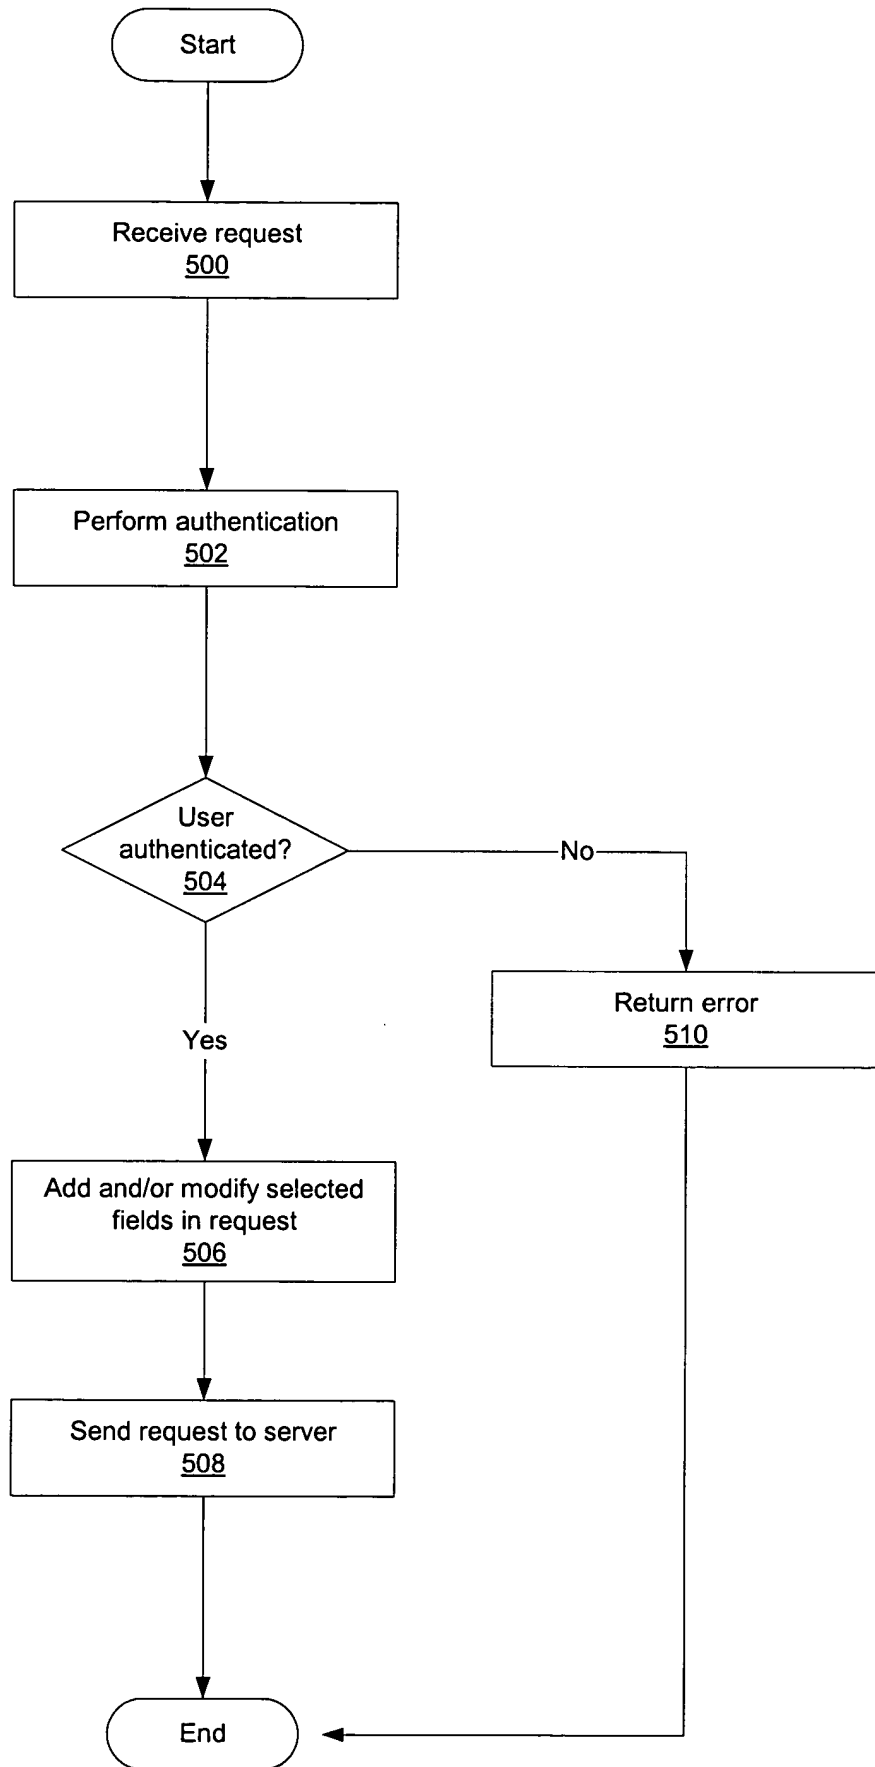 Start
Receive request
500
Perform authentication
502
User
authenticated?
504
No
Return error
510
Yes
Add and/or modify selected
fields in request
506
Send request to server
508
End